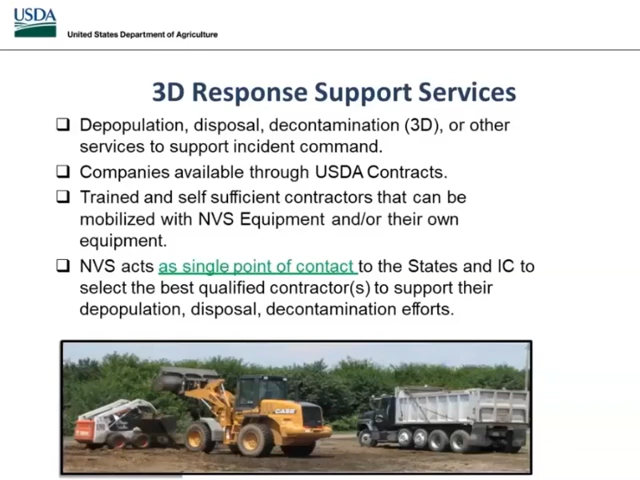 USDA
United States Department of Agriculture
3D Response Support Services
❑ Depopulation, disposal, decontamination (3D), or other
services to support incident command.
❑ Companies available through USDA Contracts.
❑ Trained and self sufficient contractors that can be
mobilized with NVS Equipment and/or their own
equipment.
❑ NVS acts as single point of contact to the States and IC to
select the best qualified contractor(s) to support their
depopulation, disposal, decontamination efforts.
CASE